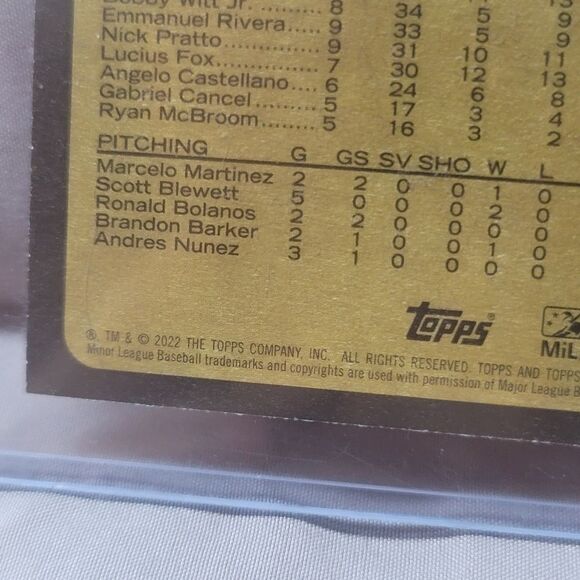 Bobby Witt Jr. 8 34 5 9
Emmanuel Rivera.... 9 33 5 9
Nick Pratto............. 9 31 10 11
Lucius Fox.............. 7 30 12 13
Angelo Castellano.... 6 24 6 8
Gabriel Cancel........ 5 17 3 4
Ryan McBroom........ 5 16 3 2
PITCHING G GS SV SHO W L
Marcelo Martinez 2 2 0 0 1 0
Scott Blewett 5 0 0 0 2 0
Ronald Bolanos 2 2 0 0 0 0
Brandon Barker 2 1 0 0 1 0
Andres Nunez 3 1 0 0 0 0
Topps®
MiL
®, TM & © 2022 THE TOPPS COMPANY, INC. ALL RIGHTS RESERVED. TOPPS AND TOPPS
Minor League Baseball trademarks and copyrights are used with permission of Major League B